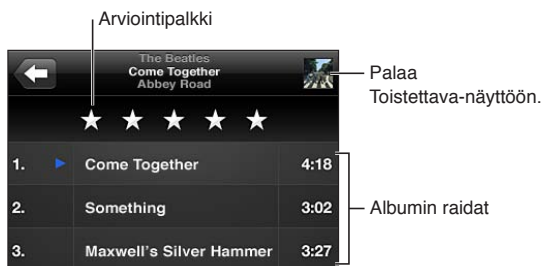 Arviointipalkki
The Beatles
Come Together
Abbey Road
Palaa
Toistettava-näyttöön.
1. Come Together 4:18
2. Something 3:02
3. Maxwell's Silver Hammer 3:27
Albumin raidat